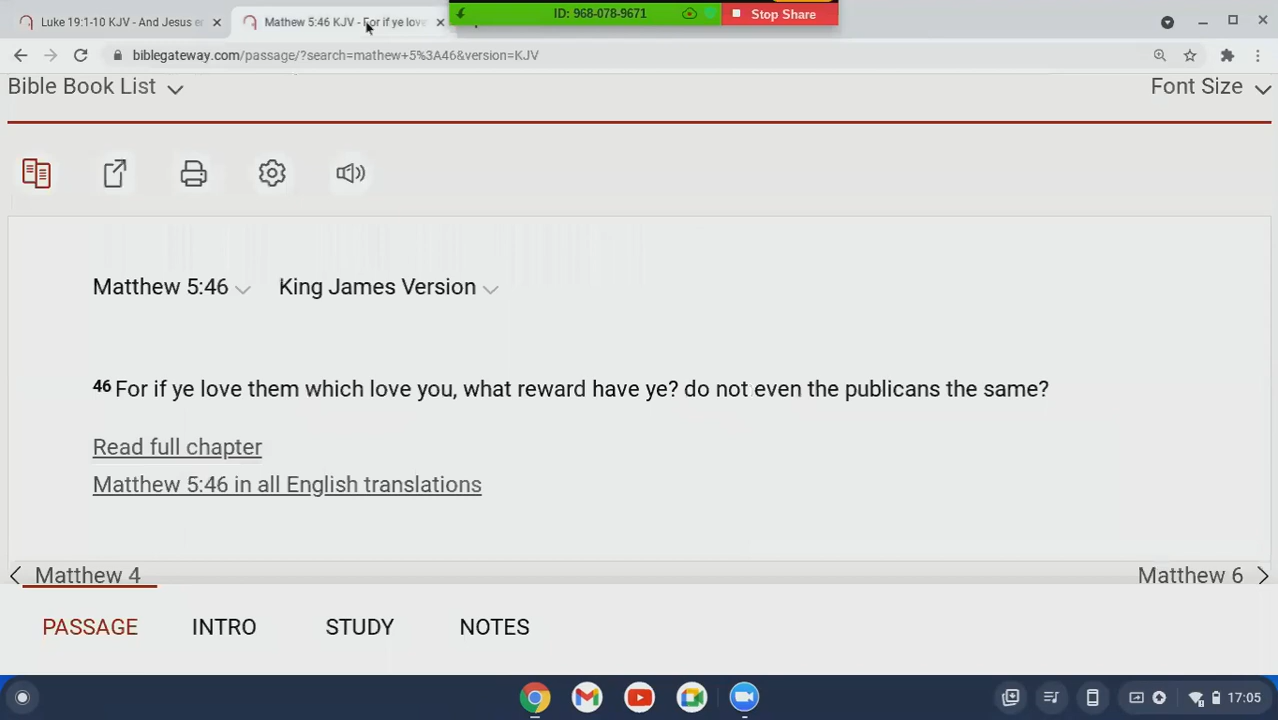 Luke 19:1-10 KJV - And Jesus e
Mathew 5:46 KJV - For if ye love
ID: 968-078-9671
Stop Share
biblegateway.com/passage/?search=mathew+5%3A46&version=KJV
Bible Book List
Font Size
Matthew 5:46
King James Version
46 For if ye love them which love you, what reward have ye? do not even the publicans the same?
Read full chapter
Matthew 5:46 in all English translations
Matthew 4
Matthew 6
PASSAGE
INTRO
STUDY
NOTES
17:05